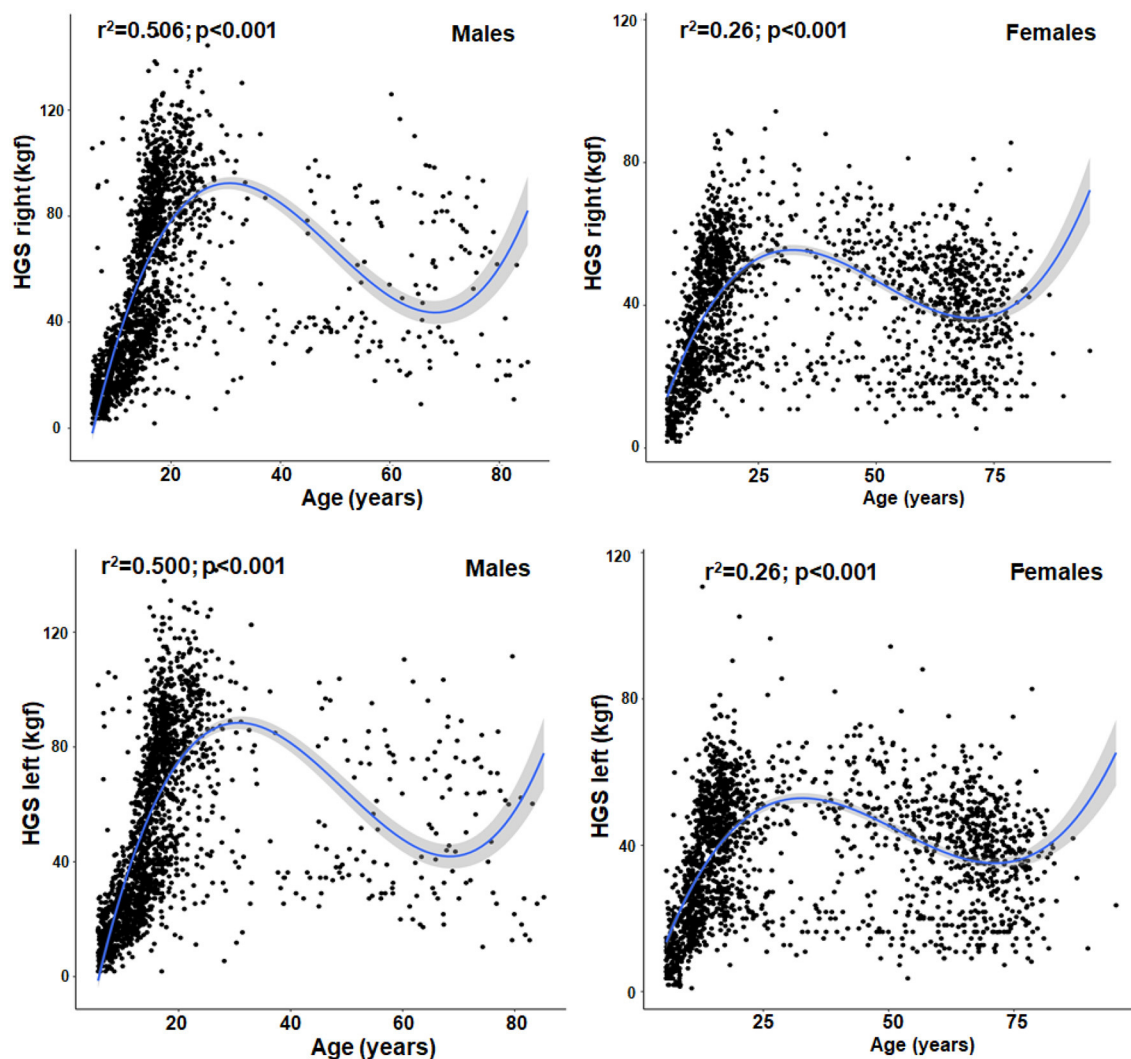 r²=0.506; p<0.001
Males
HGS right (kgf)
120
80
40
0
20
40
60
80
Age (years)
r²=0.26; p<0.001
Females
HGS right (kgf)
120
80
40
0
25
50
75
Age (years)
r²=0.500; p<0.001
Males
HGS left (kgf)
120
80
40
0
20
40
60
80
Age (years)
r²=0.26; p<0.001
Females
HGS left (kgf)
120
80
40
0
25
50
75
Age (years)